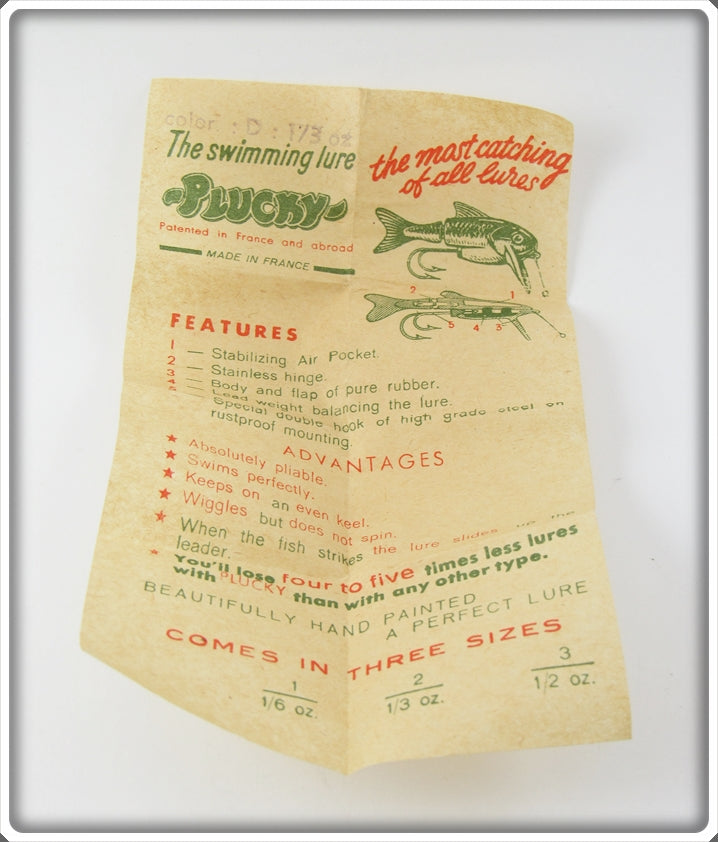 color : D : 1/3 oz
The swimming lure
PLUCKY
Patented in France and abroad
MADE IN FRANCE
the most catching
of all lures
2 1
5 4 3
FEATURES
1 — Stabilizing Air Pocket.
2 — Stainless hinge.
3 — Body and flap of pure rubber.
4 — Lead weight balancing the lure.
5 Special double hook of high grade steel on
rustproof mounting.
ADVANTAGES
★ Absolutely pliable.
★ Swims perfectly.
★ Keeps on an even keel.
★ Wiggles but does not spin.
★ When the fish strikes the lure slides up the
leader.
★ You'll lose four to five times less lures
with PLUCKY than with any other type.
BEAUTIFULLY HAND PAINTED
A PERFECT LURE
COMES IN THREE SIZES
1 2 3
1/6 oz. 1/3 oz. 1/2 oz.